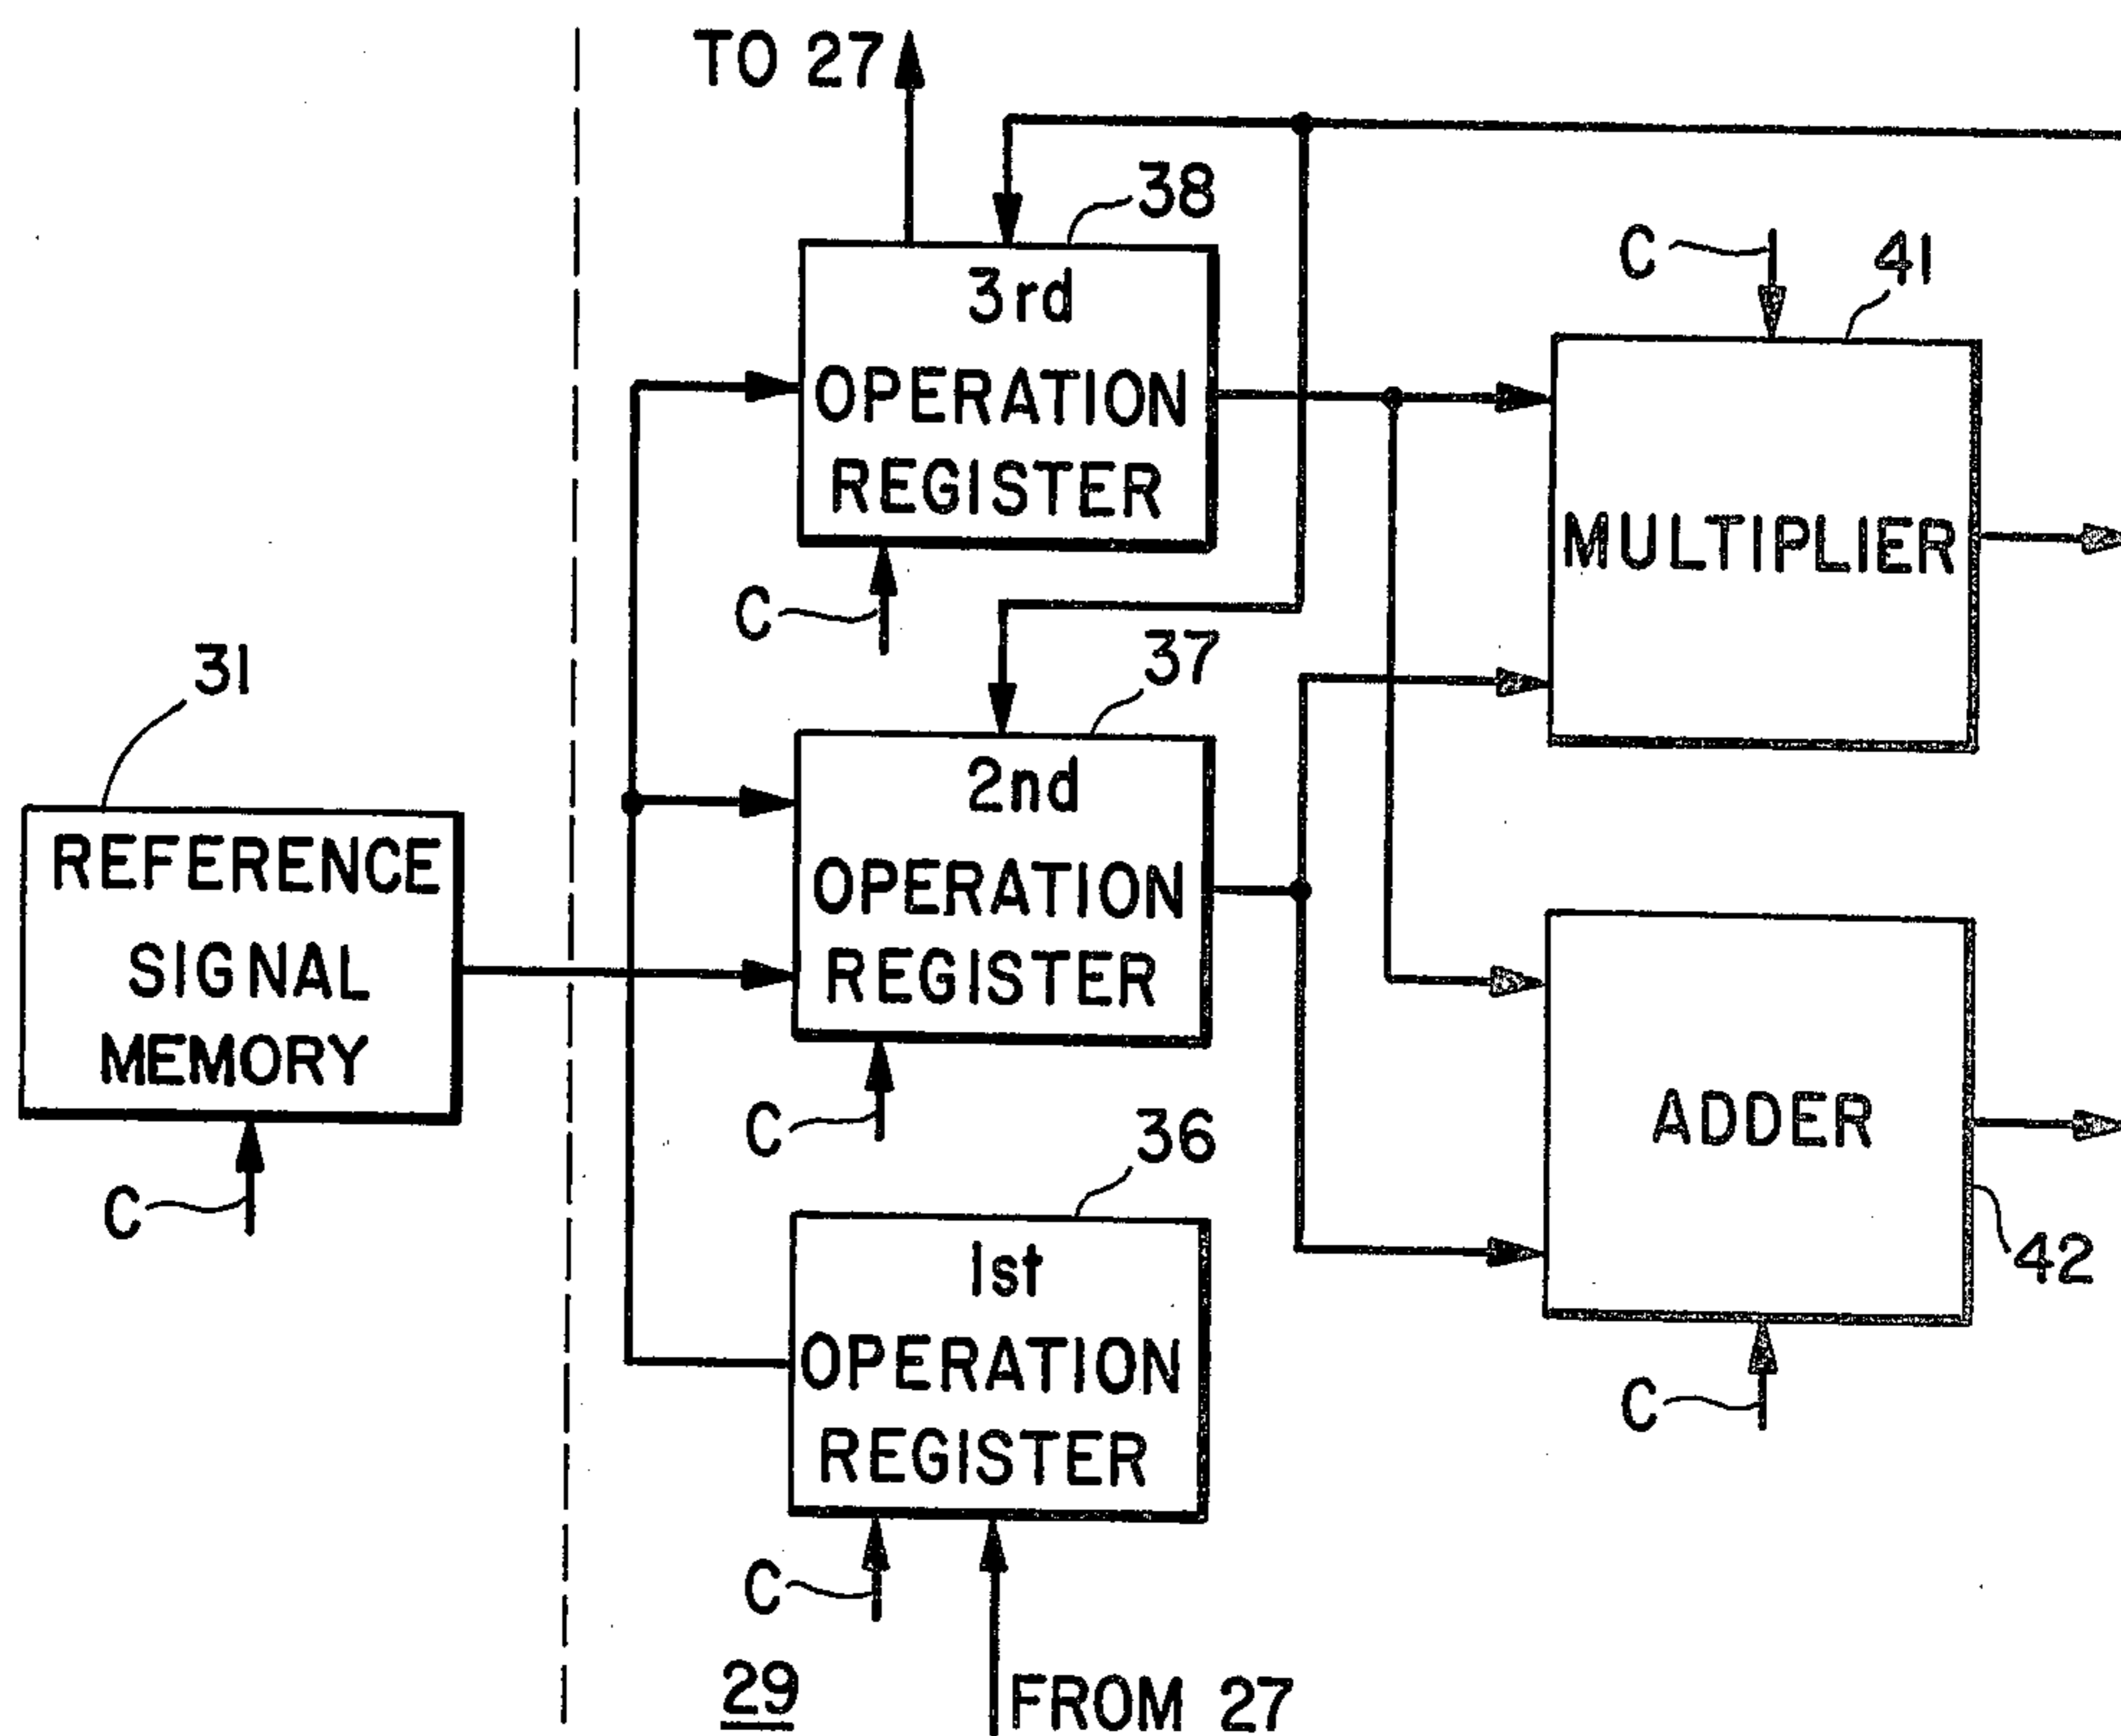 TO 27
38
3rd
OPERATION
REGISTER
C
C
41
MULTIPLIER
31
REFERENCE
SIGNAL
MEMORY
C
37
2nd
OPERATION
REGISTER
C
ADDER
42
C
36
1st
OPERATION
REGISTER
C
29
FROM 27